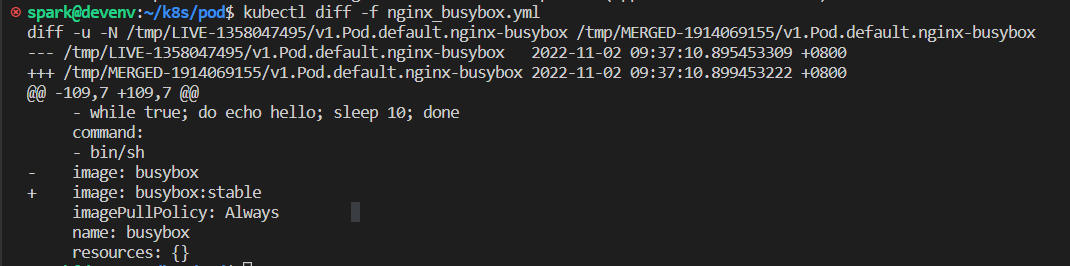 spark@devenv:~/k8s/pod$ kubectl diff -f nginx_busybox.yml
diff -u -N /tmp/LIVE-1358047495/v1.Pod.default.nginx-busybox /tmp/MERGED-1914069155/v1.Pod.default.nginx-busybox
--- /tmp/LIVE-1358047495/v1.Pod.default.nginx-busybox   2022-11-02 09:37:10.895453309 +0800
+++ /tmp/MERGED-1914069155/v1.Pod.default.nginx-busybox 2022-11-02 09:37:10.899453222 +0800
@@ -109,7 +109,7 @@
     - while true; do echo hello; sleep 10; done
     command:
     - bin/sh
-    image: busybox
+    image: busybox:stable
     imagePullPolicy: Always
     name: busybox
     resources: {}